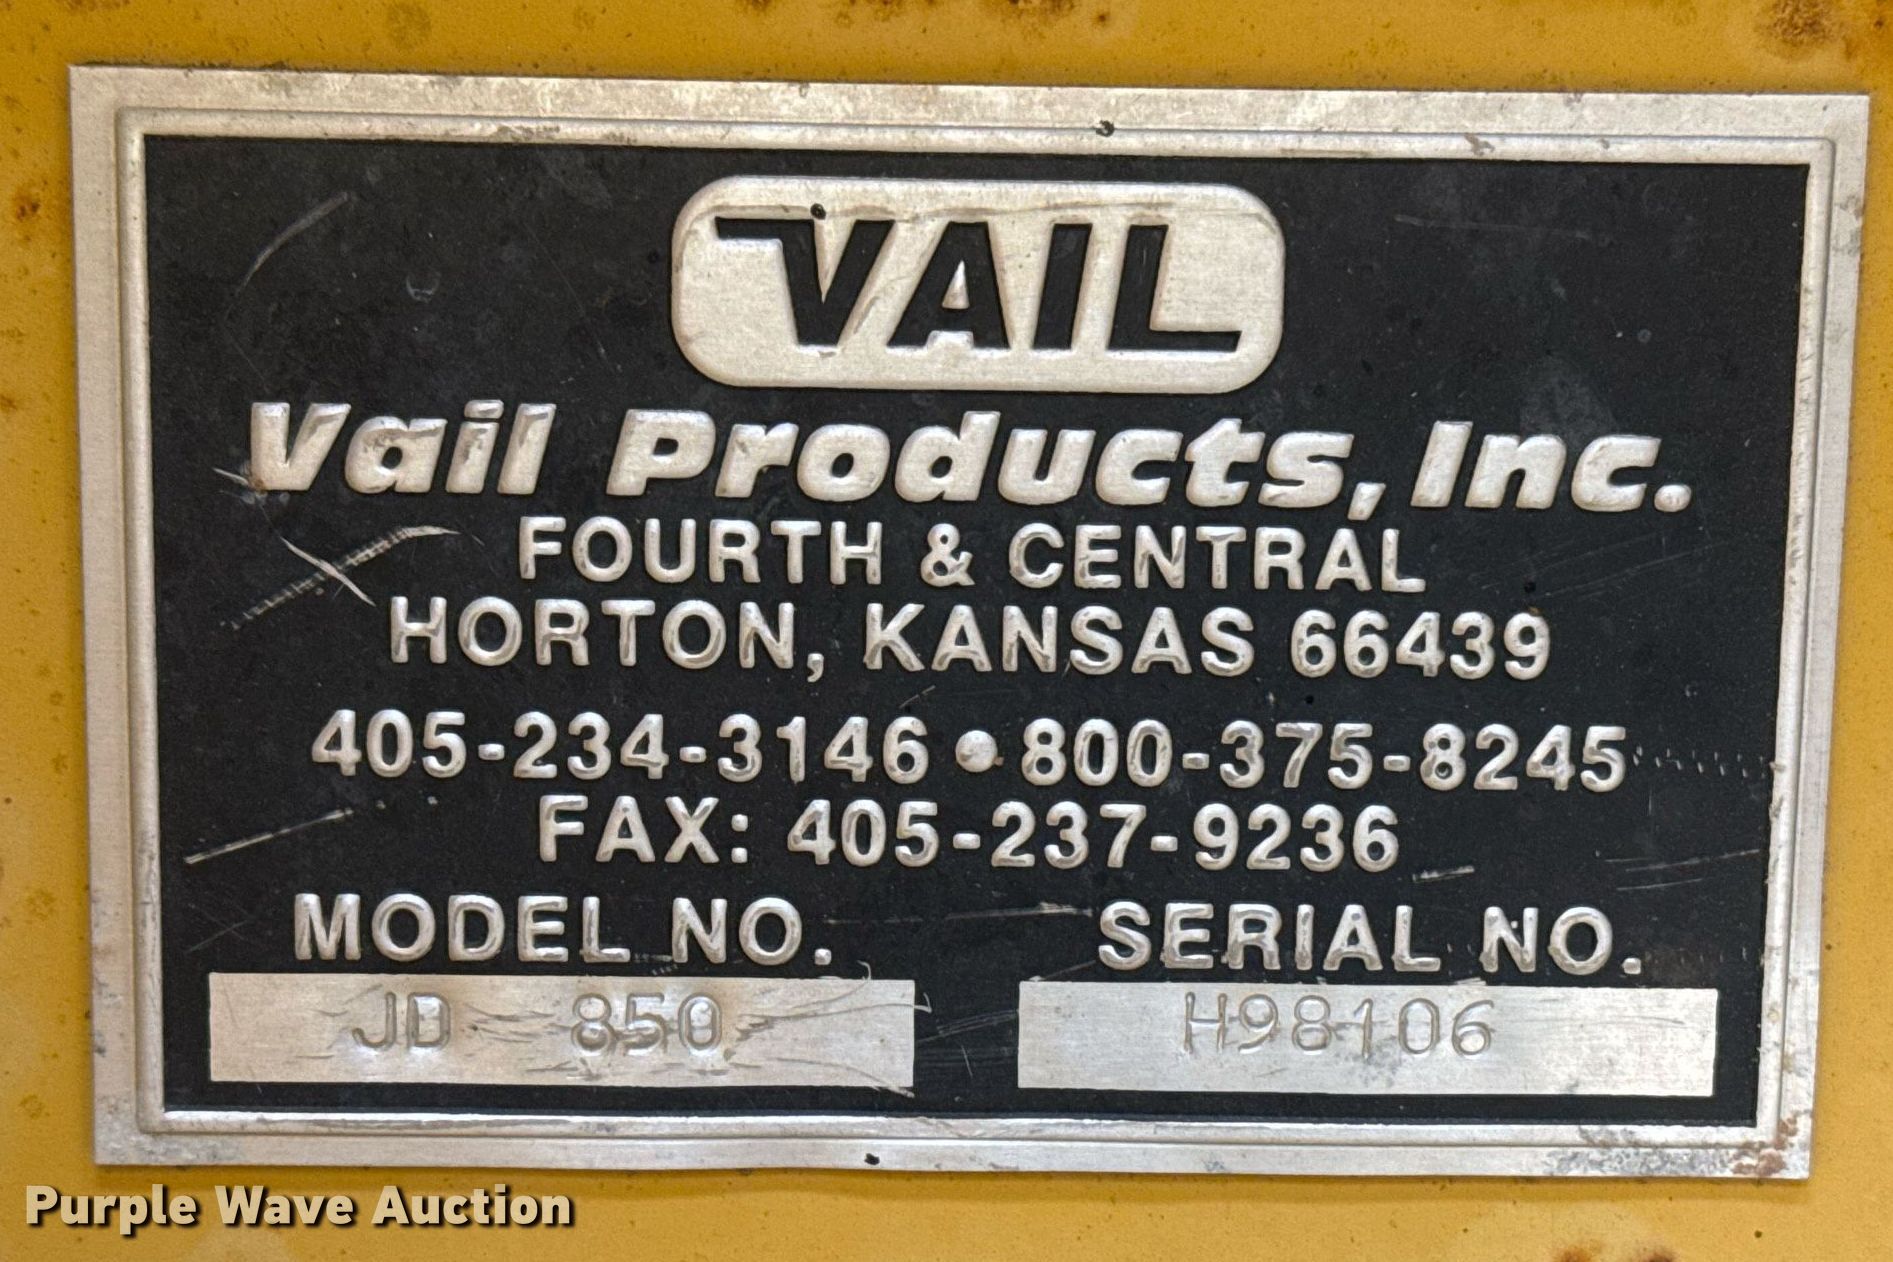 VAIL
Vail Products, Inc.
FOURTH & CENTRAL
HORTON, KANSAS 66439
405-234-3146 • 800-375-8245
FAX: 405-237-9236
MODEL NO. SERIAL NO.
JD 850 H98106
Purple Wave Auction